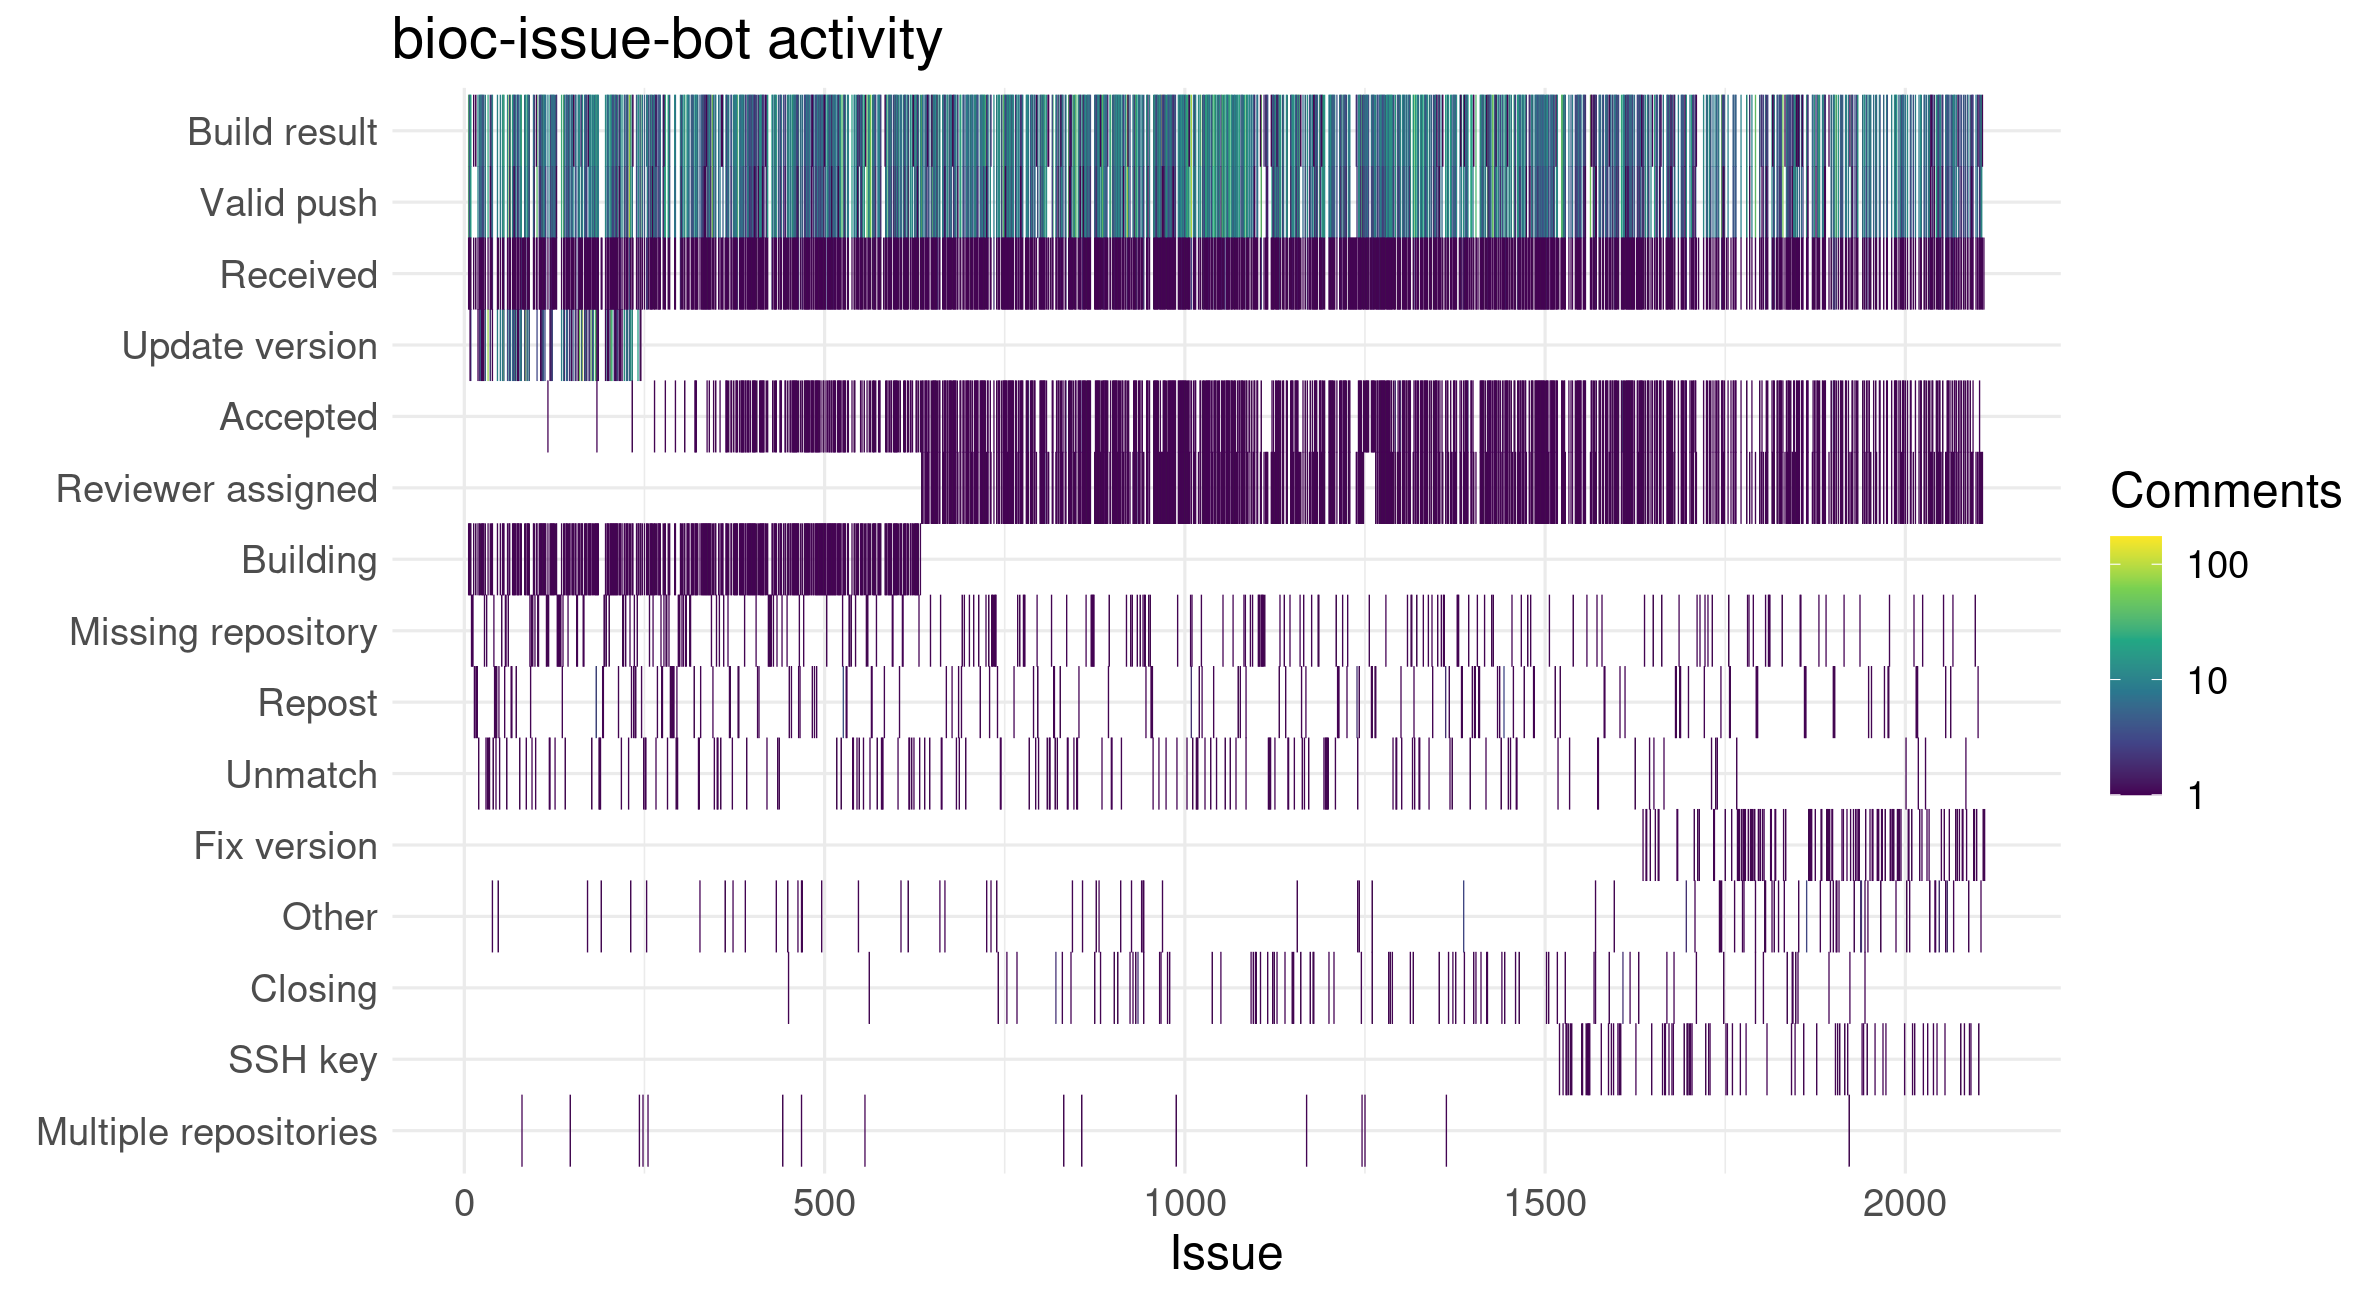 bioc-issue-bot activity
Build result
Valid push
Received
Update version
Accepted
Reviewer assigned
Building
Missing repository
Repost
Unmatch
Fix version
Other
Closing
SSH key
Multiple repositories
0 500 1000 1500 2000
Issue
Comments
100
10
1